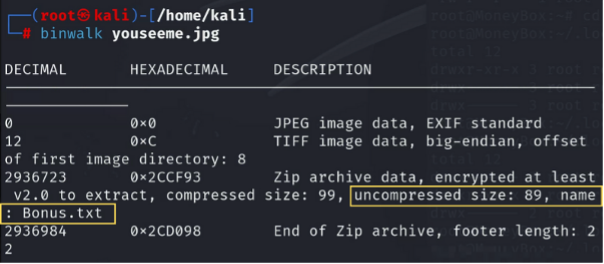 (root㉿kali)-[/home/kali]
# binwalk youseeme.jpg
DECIMAL HEXADECIMAL DESCRIPTION
0 0×0 JPEG image data, EXIF standard
12 0×C TIFF image data, big-endian, offset
of first image directory: 8
2936723 0×2CCF93 Zip archive data, encrypted at least
v2.0 to extract, compressed size: 99, uncompressed size: 89, name
: Bonus.txt
2936984 0×2CD098 End of Zip archive, footer length: 2
2